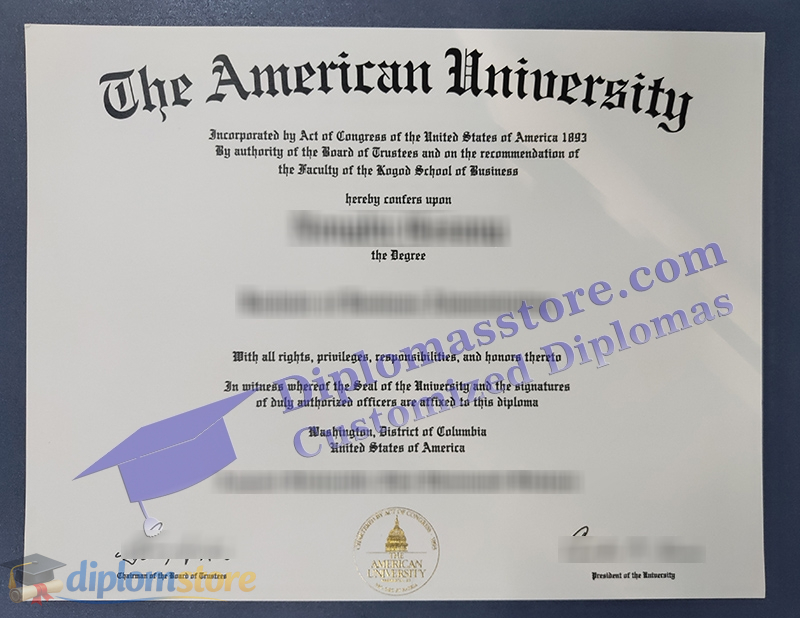 The American University
Incorporated by Act of Congress of the United States of America 1893
By authority of the Board of Trustees and on the recommendation of
the Faculty of the Kogod School of Business
hereby confers upon
the Degree
Diplomasstore.com
Customized Diplomas
With all rights, privileges, responsibilities, and honors thereto
In witness whereof the Seal of the University and the signatures
of duly authorized officers are affixed to this diploma
Washington, District of Columbia
United States of America
THE
AMERICAN
UNIVERSITY
diplomstore
Chairman of the Board of Trustees
President of the University